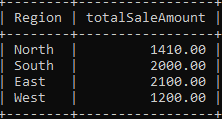 | Region | totalSaleAmount |
| North | 1410.00 |
| South | 2000.00 |
| East | 2100.00 |
| West | 1200.00 |